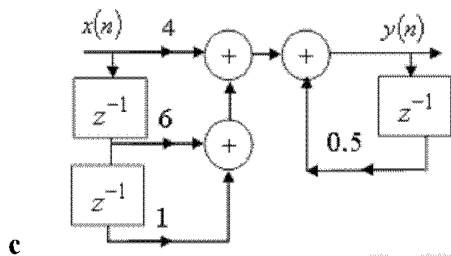 x(n) 4 y(n)
+ +
z⁻¹ z⁻¹
6 +
0.5
z⁻¹
1
c